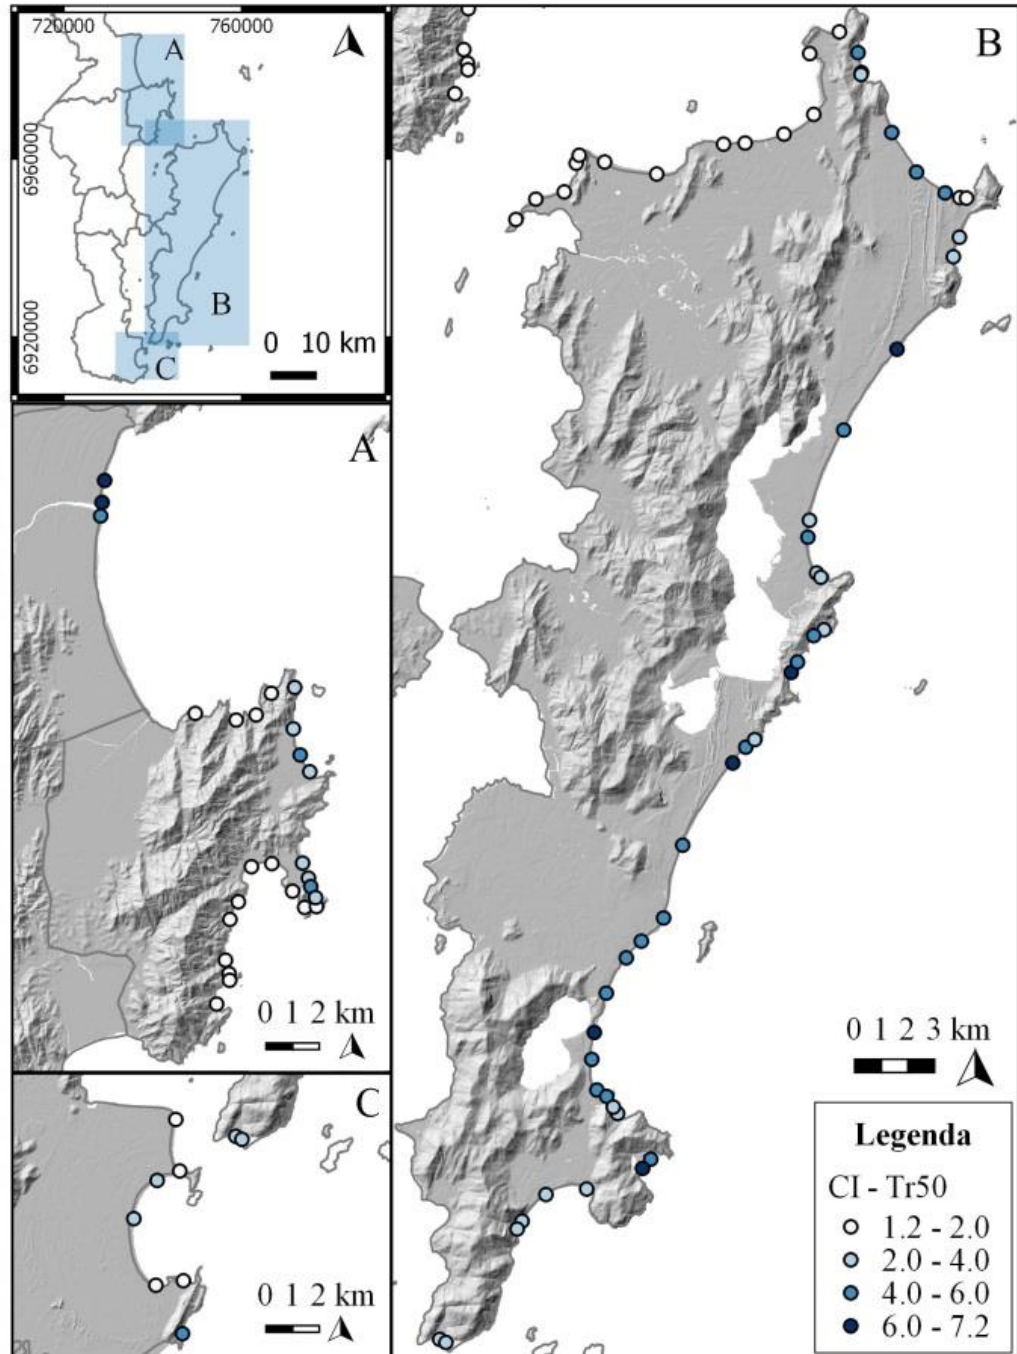 720000 760000
6960000
6920000
A
B
C
0 10 km
A
0 1 2 km
C
0 1 2 km
B
0 1 2 3 km
Legenda
CI - Tr50
1.2 - 2.0
2.0 - 4.0
4.0 - 6.0
6.0 - 7.2